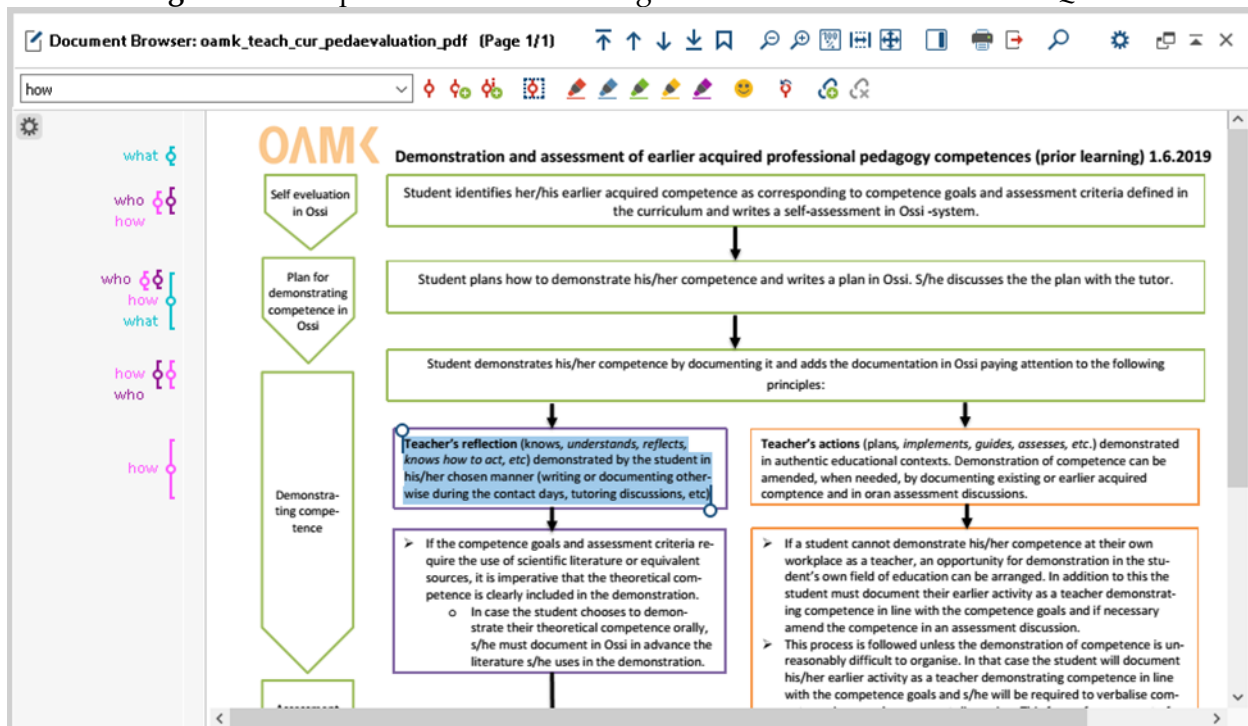 Document Browser: oamk_teach_cur_pedaevaluation_pdf (Page 1/1)
how
what
who
how
who
how
what
how
who
how
OAMK
Demonstration and assessment of earlier acquired professional pedagogy competences (prior learning) 1.6.2019
Self evaluation
in Ossi
Student identifies her/his earlier acquired competence as corresponding to competence goals and assessment criteria defined in
the curriculum and writes a self-assessment in Ossi -system.
Plan for
demonstrating
competence in
Ossi
Student plans how to demonstrate his/her competence and writes a plan in Ossi. S/he discusses the the plan with the tutor.
Student demonstrates his/her competence by documenting it and adds the documentation in Ossi paying attention to the following
principles:
Demonstra-
ting compe-
tence
Teacher's reflection (knows, understands, reflects,
knows how to act, etc) demonstrated by the student in
his/her chosen manner (writing or documenting other-
wise during the contact days, tutoring discussions, etc)
Teacher's actions (plans, implements, guides, assesses, etc.) demonstrated
in authentic educational contexts. Demonstration of competence can be
amended, when needed, by documenting existing or earlier acquired
comptence and in oran assessment discussions.
➢ If the competence goals and assessment criteria re-
quire the use of scientific literature or equivalent
sources, it is imperative that the theoretical com-
petence is clearly included in the demonstration.
o In case the student chooses to demon-
strate their theoretical competence orally,
s/he must document in Ossi in advance the
literature s/he uses in the demonstration.
➢ If a student cannot demonstrate his/her competence at their own
workplace as a teacher, an opportunity for demonstration in the stu-
dent's own field of education can be arranged. In addition to this the
student must document their earlier activity as a teacher demonstrat-
ing competence in line with the competence goals and if necessary
amend the competence in an assessment discussion.
➢ This process is followed unless the demonstration of competence is un-
reasonably difficult to organise. In that case the student will document
his/her earlier activity as a teacher demonstrating competence in line
with the competence goals and s/he will be required to verbalise com-